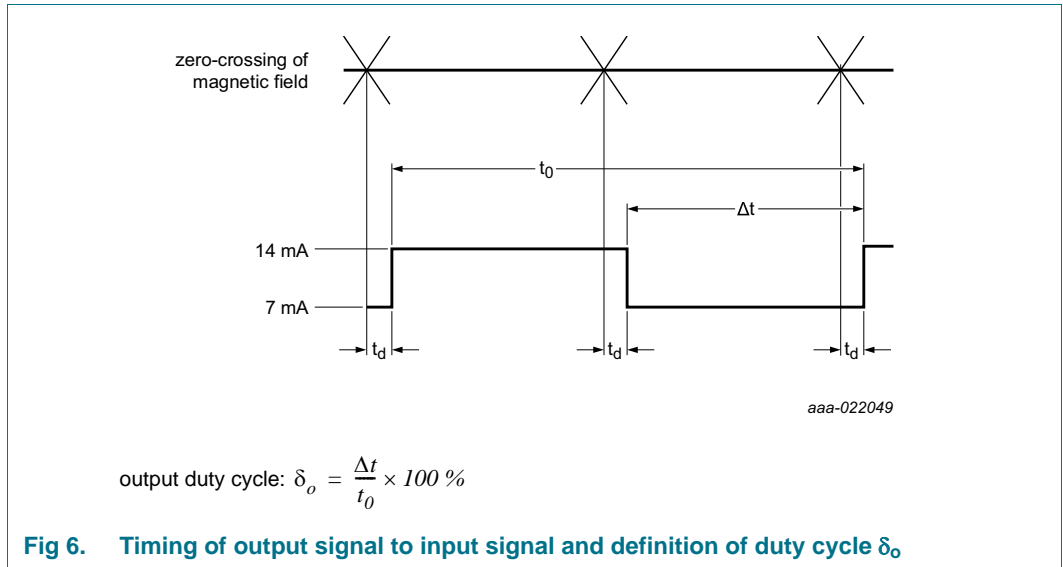 zero-crossing of
magnetic field
t0
Δt
14 mA
7 mA
td td td
aaa-022049
output duty cycle: δo = Δt/t0 × 100 %
Fig 6. Timing of output signal to input signal and definition of duty cycle δo